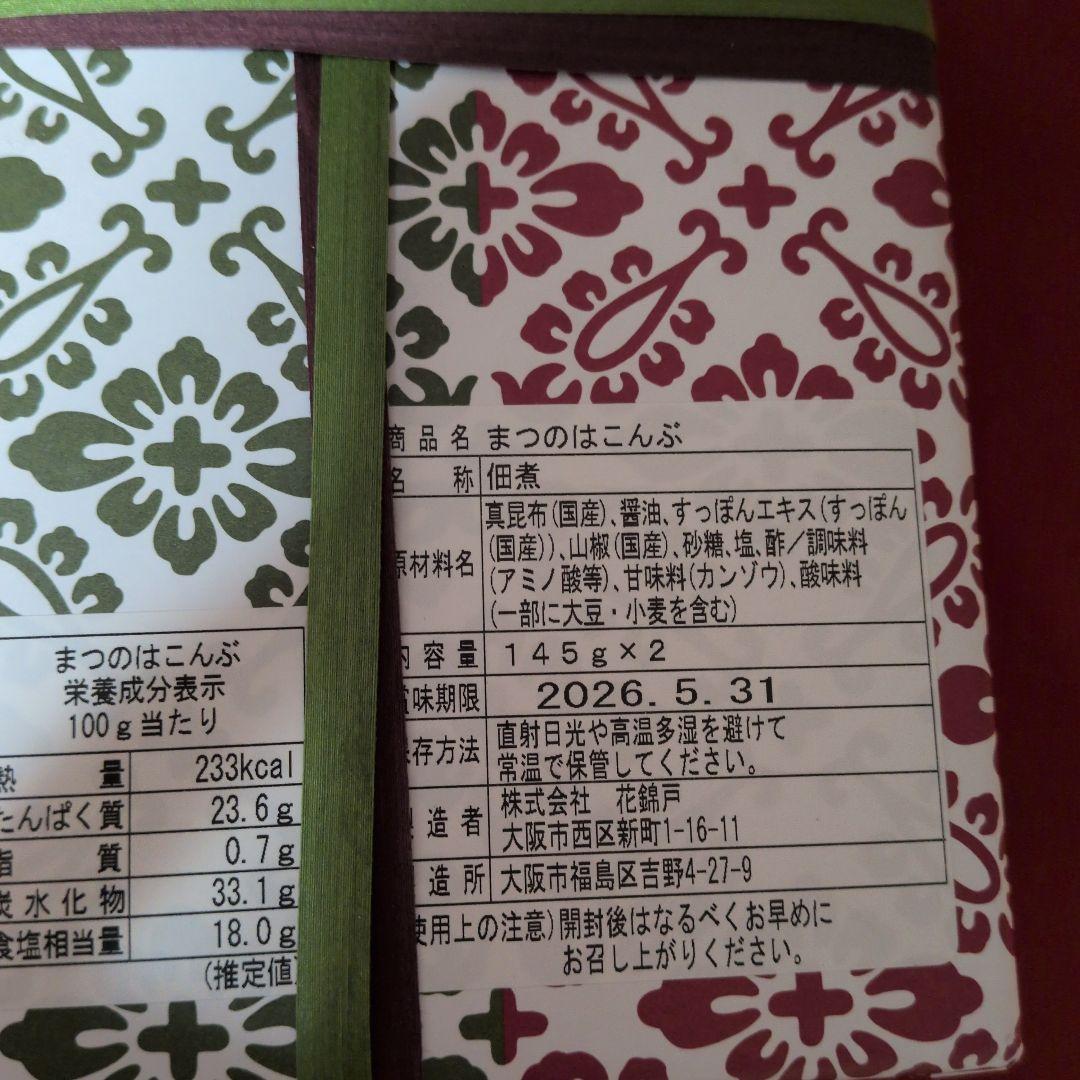 商品名 まつのはこんぶ
名 称 佃煮
原材料名 真昆布(国産)、醤油、すっぽんエキス(すっぽん
(国産))、山椒(国産)、砂糖、塩、酢／調味料
(アミノ酸等)、甘味料(カンゾウ)、酸味料
(一部に大豆・小麦を含む)
内容量 145g×2
賞味期限 2026.5.31
保存方法 直射日光や高温多湿を避けて
常温で保管してください。
製造者 株式会社 花錦戸
大阪市西区新町1-16-11
製造所 大阪市福島区吉野4-27-9
使用上の注意)開封後はなるべくお早めに
お召し上がりください。
まつのはこんぶ
栄養成分表示
100g当たり
熱量 233kcal
たんぱく質 23.6g
脂質 0.7g
炭水化物 33.1g
食塩相当量 18.0g
(推定値)